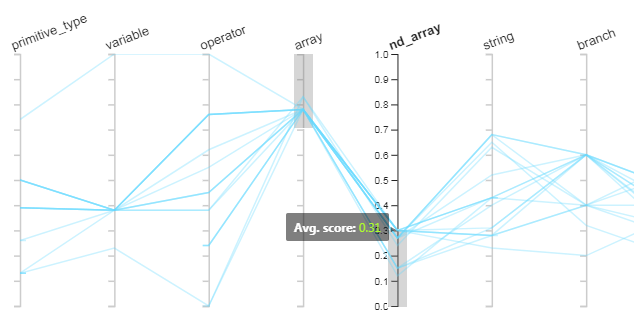 primitive_type
variable
operator
array
nd_array
string
branch
1.0
0.9
0.8
0.7
0.6
0.5
0.4
0.3
Avg. score: 0.31
0.2
0.1
0.0